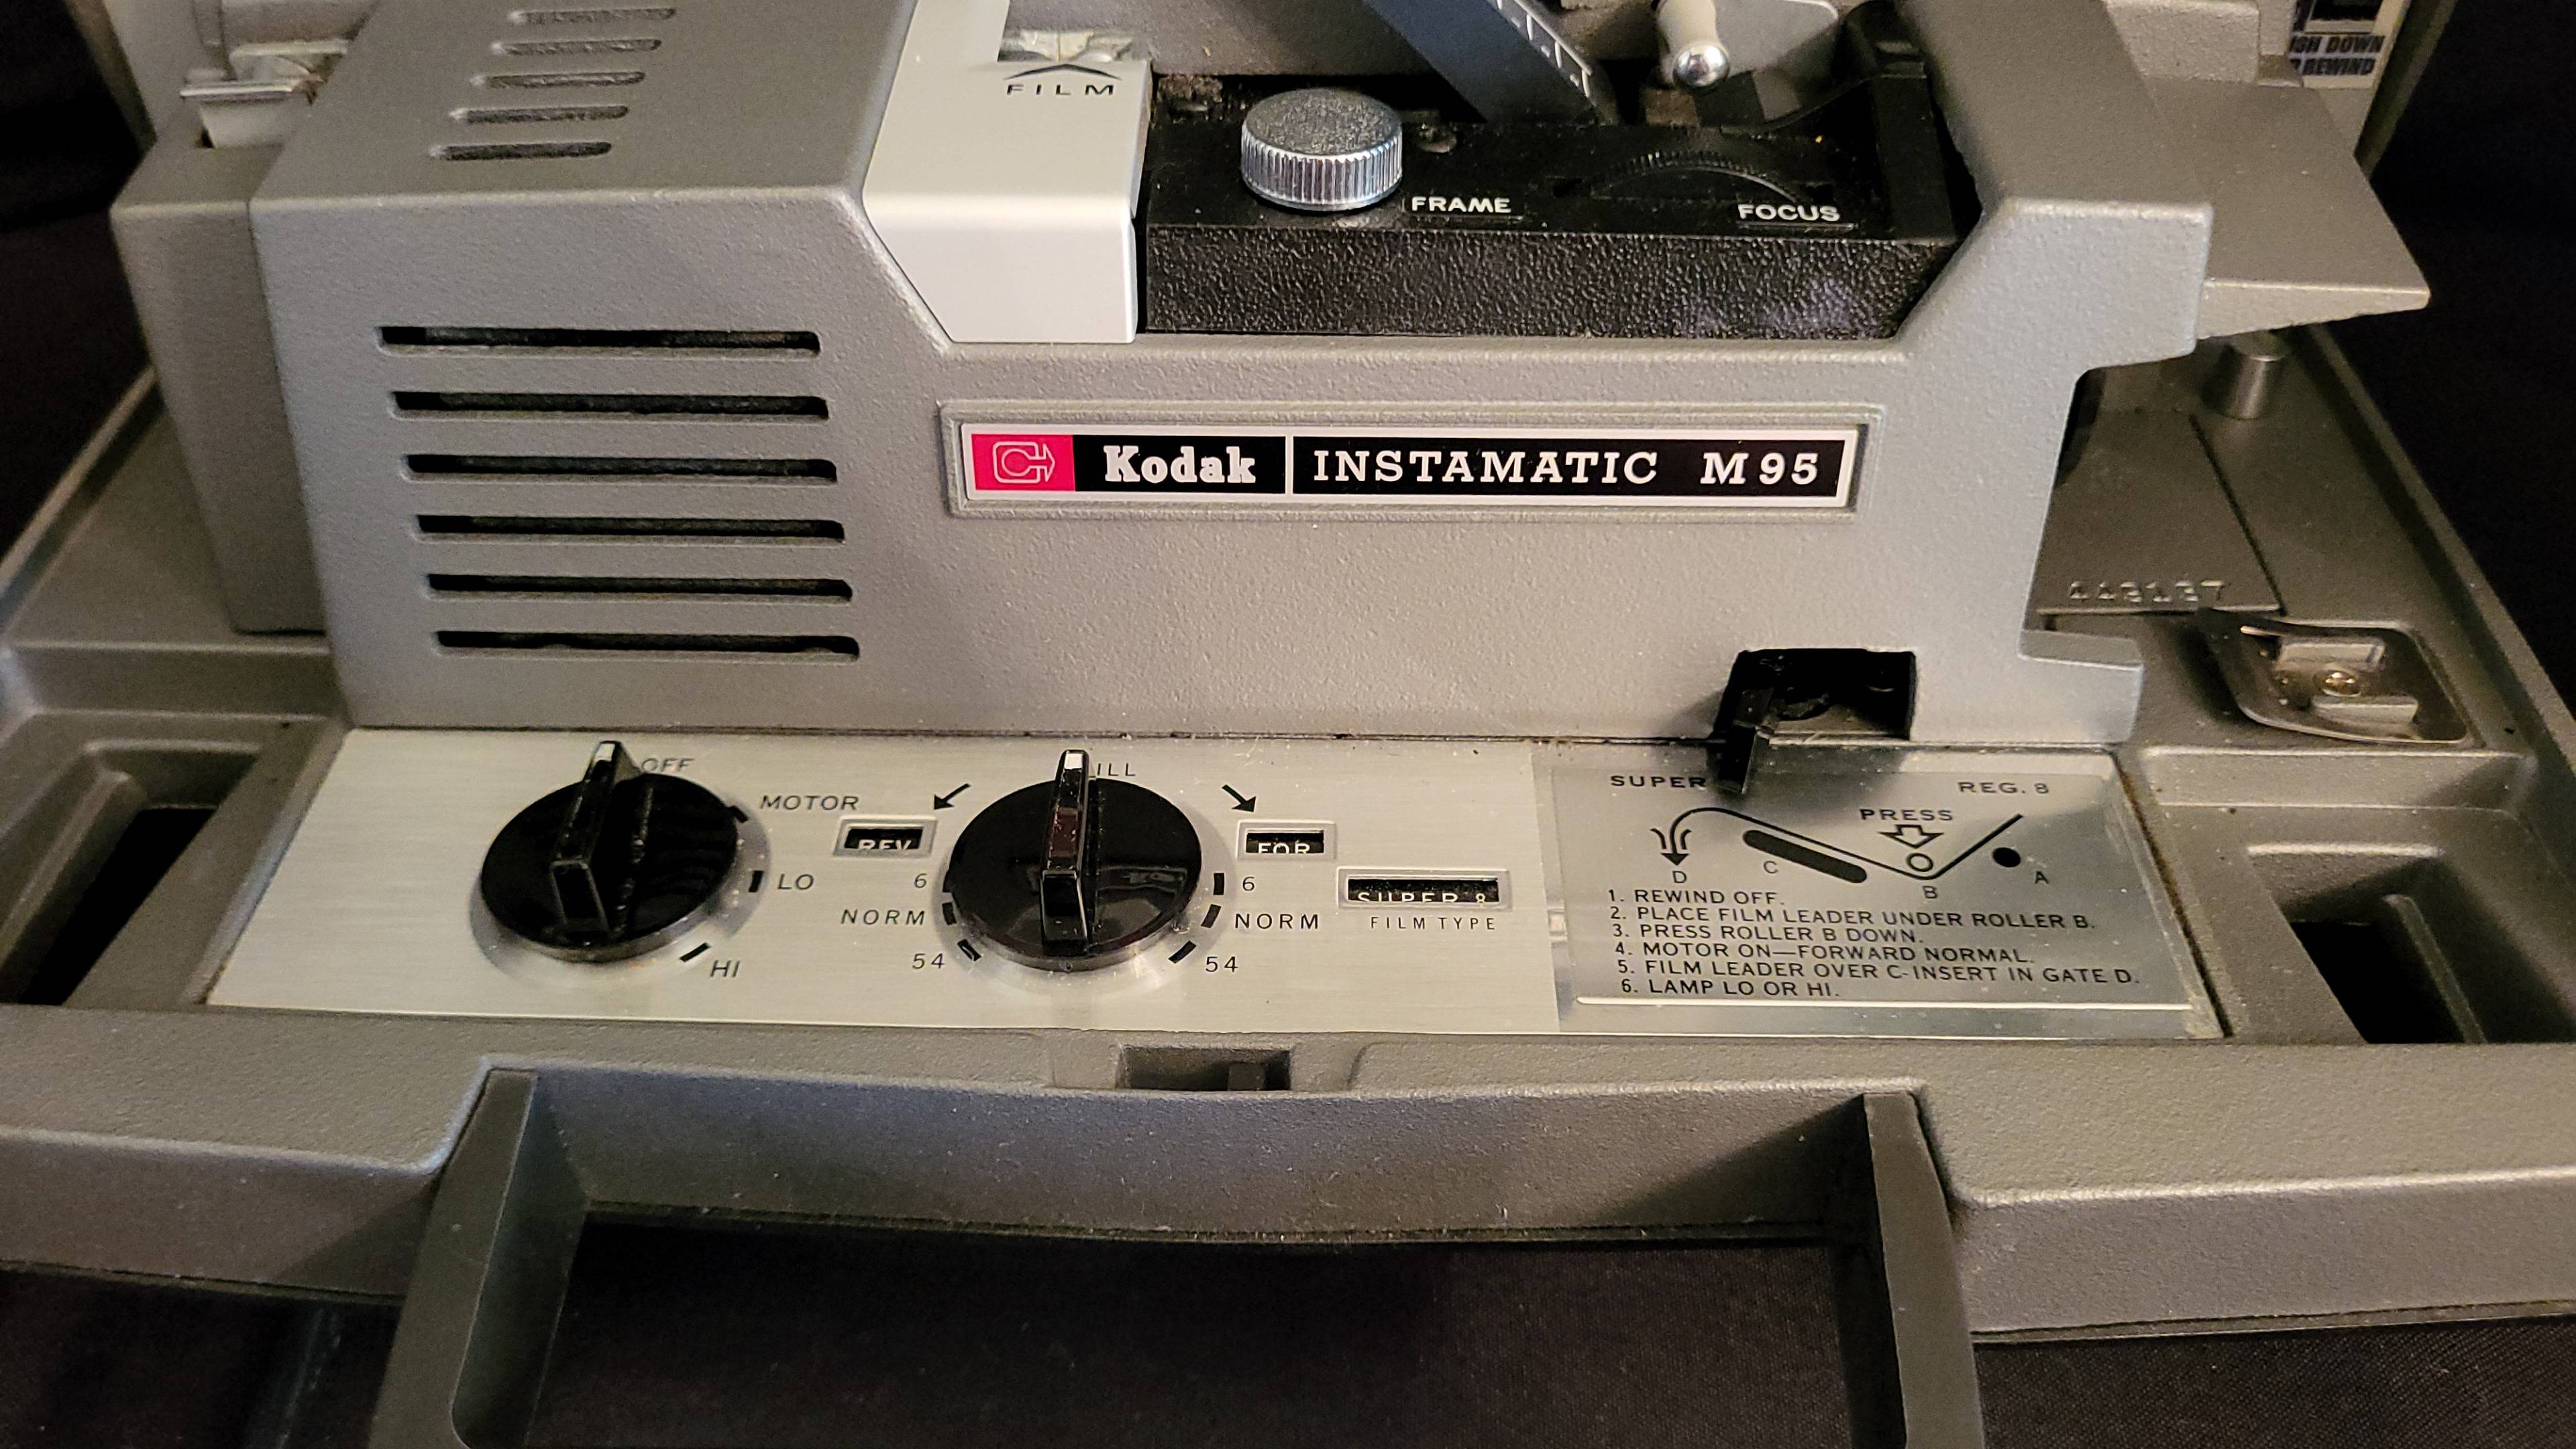 FILM
DOWN
REWIND
FRAME
FOCUS
Kodak INSTAMATIC M95
443137
OFF
MOTOR
LO
HI
REV
ILL
FOR
6
NORM
54
6
NORM
54
SUPER 8
FILM TYPE
SUPER
REG. 8
PRESS
D
C
B
A
1. REWIND OFF.
2. PLACE FILM LEADER UNDER ROLLER B.
3. PRESS ROLLER B DOWN.
4. MOTOR ON—FORWARD NORMAL.
5. FILM LEADER OVER C-INSERT IN GATE D.
6. LAMP LO OR HI.